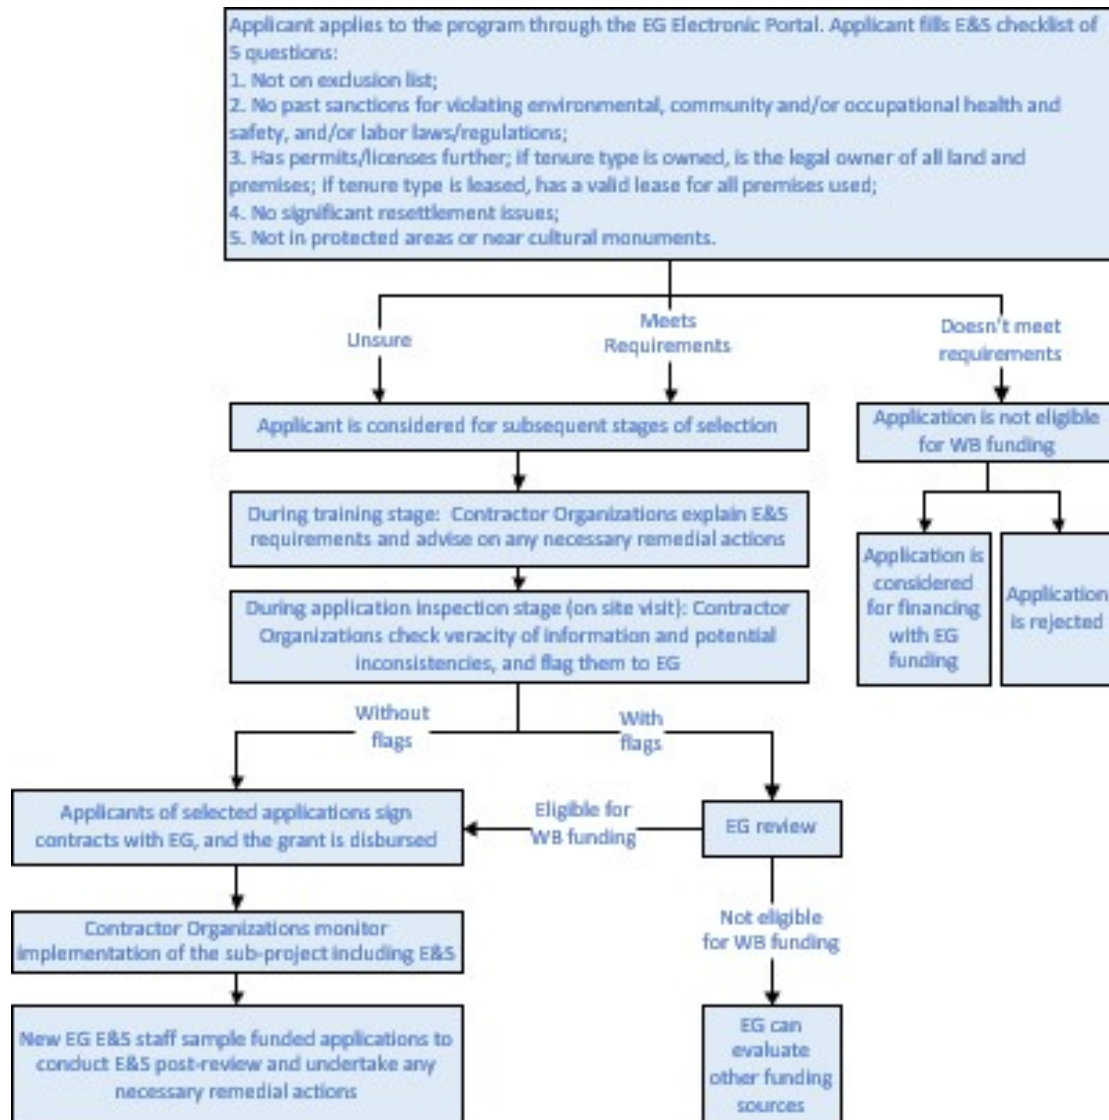 Applicant applies to the program through the EG Electronic Portal. Applicant fills E&S checklist of
5 questions:
1. Not on exclusion list;
2. No past sanctions for violating environmental, community and/or occupational health and
safety, and/or labor laws/regulations;
3. Has permits/licenses further; if tenure type is owned, is the legal owner of all land and
premises; if tenure type is leased, has a valid lease for all premises used;
4. No significant resettlement issues;
5. Not in protected areas or near cultural monuments.
Unsure
Meets
Requirements
Doesn't meet
requirements
Applicant is considered for subsequent stages of selection
Application is not eligible
for WB funding
During training stage: Contractor Organizations explain E&S
requirements and advise on any necessary remedial actions
Application is
considered
for financing
with EG
funding
Application
is rejected
During application inspection stage (on site visit): Contractor
Organizations check veracity of information and potential
inconsistencies, and flag them to EG
Without
flags
With
flags
Applicants of selected applications sign
contracts with EG, and the grant is disbursed
Eligible for
WB funding
EG review
Contractor Organizations monitor
implementation of the sub-project including E&S
Not eligible
for WB funding
New EG E&S staff sample funded applications to
conduct E&S post-review and undertake any
necessary remedial actions
EG can
evaluate
other funding
sources